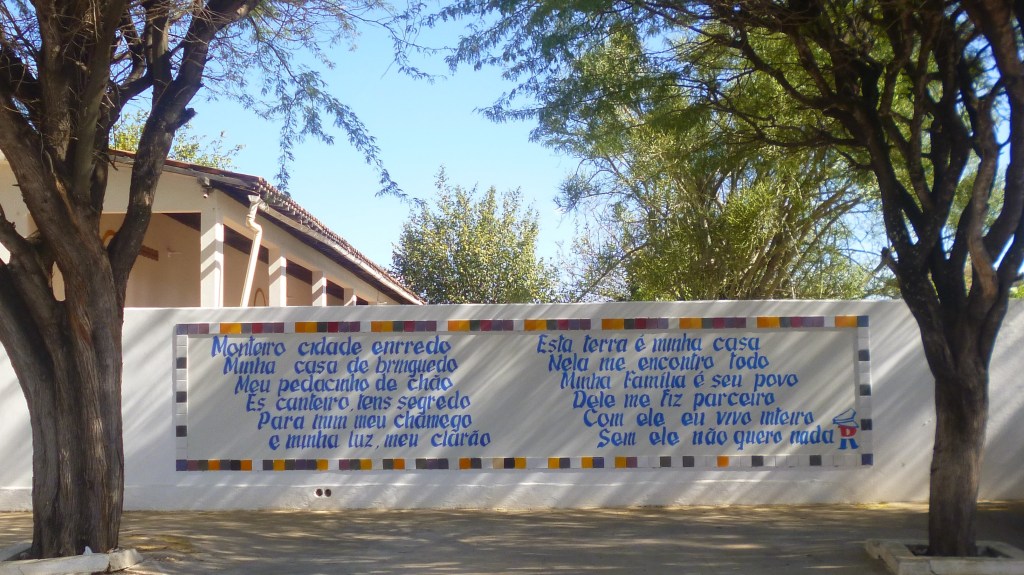 Monteiro cidade enrredo
Minha casa de brinquedo
Meu pedacinho de chão
Es canteiro, tens segredo
Para mim meu chamego
e minha luz, meu clarão
Esta terra é minha casa
Nela me encontro todo
Minha família é seu povo
Dele me fiz parceiro
Com ele eu vivo inteiro
Sem ele não quero nada